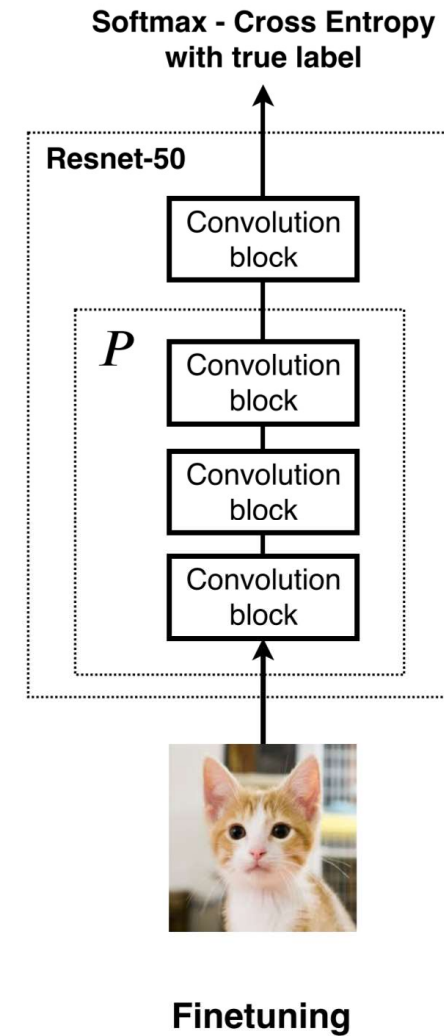 Softmax - Cross Entropy
with true label
Resnet-50
Convolution
block
P
Convolution
block
Convolution
block
Convolution
block
Finetuning